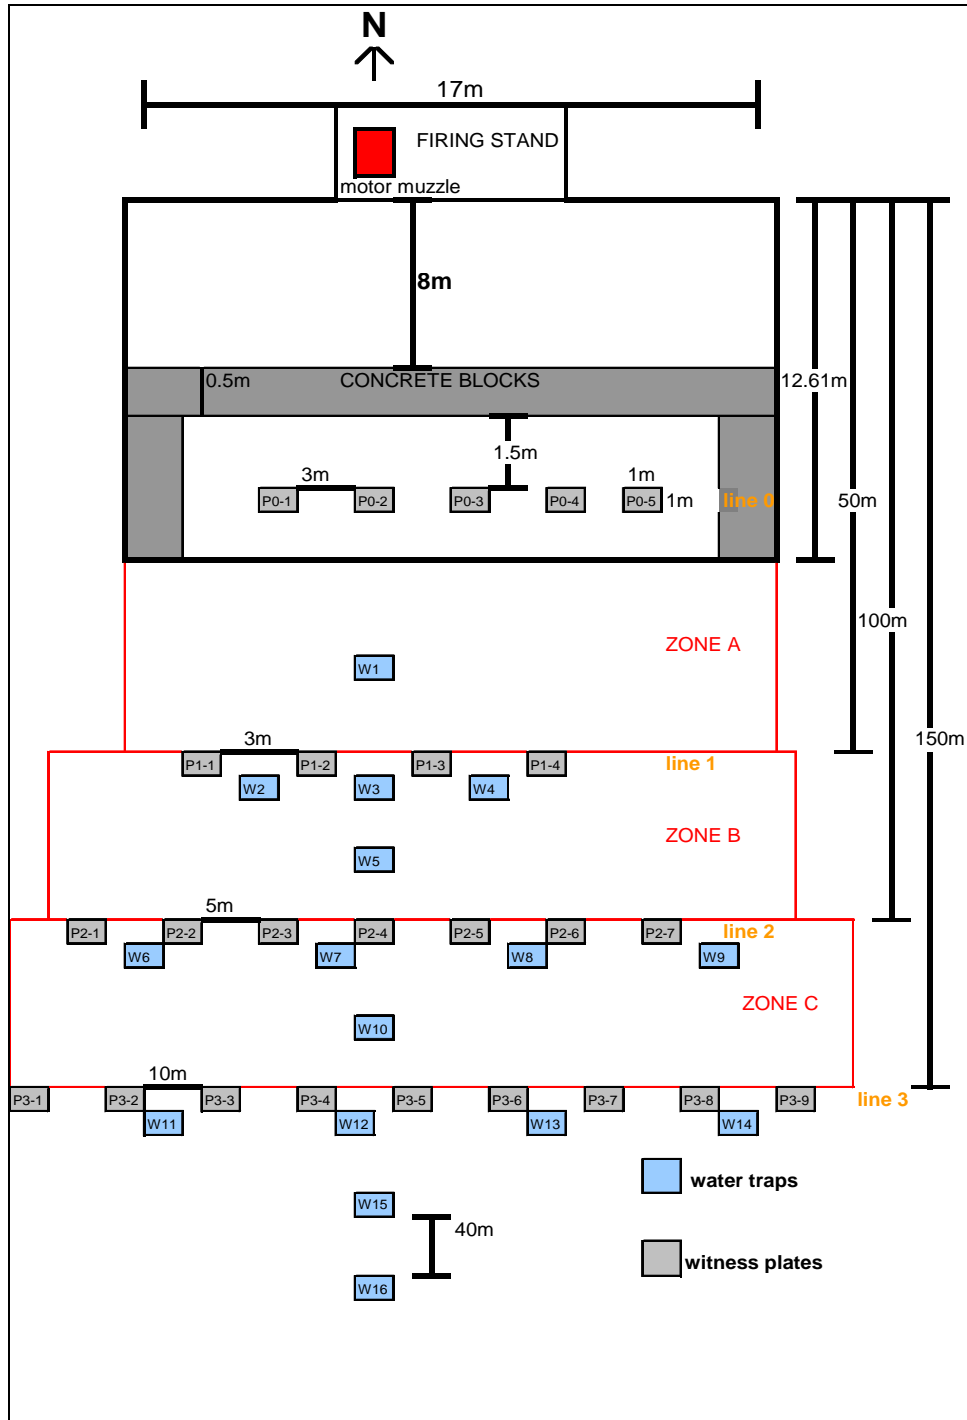 N
17m
FIRING STAND
motor muzzle
8m
0.5m
CONCRETE BLOCKS
12.61m
1.5m
3m
1m
P0-1
P0-2
P0-3
P0-4
P0-5
1m
line 0
50m
100m
ZONE A
W1
150m
3m
P1-1
P1-2
P1-3
P1-4
line 1
W2
W3
W4
ZONE B
W5
5m
P2-1
P2-2
P2-3
P2-4
P2-5
P2-6
P2-7
line 2
W6
W7
W8
W9
ZONE C
W10
10m
P3-1
P3-2
P3-3
P3-4
P3-5
P3-6
P3-7
P3-8
P3-9
line 3
W11
W12
W13
W14
water traps
W15
40m
witness plates
W16